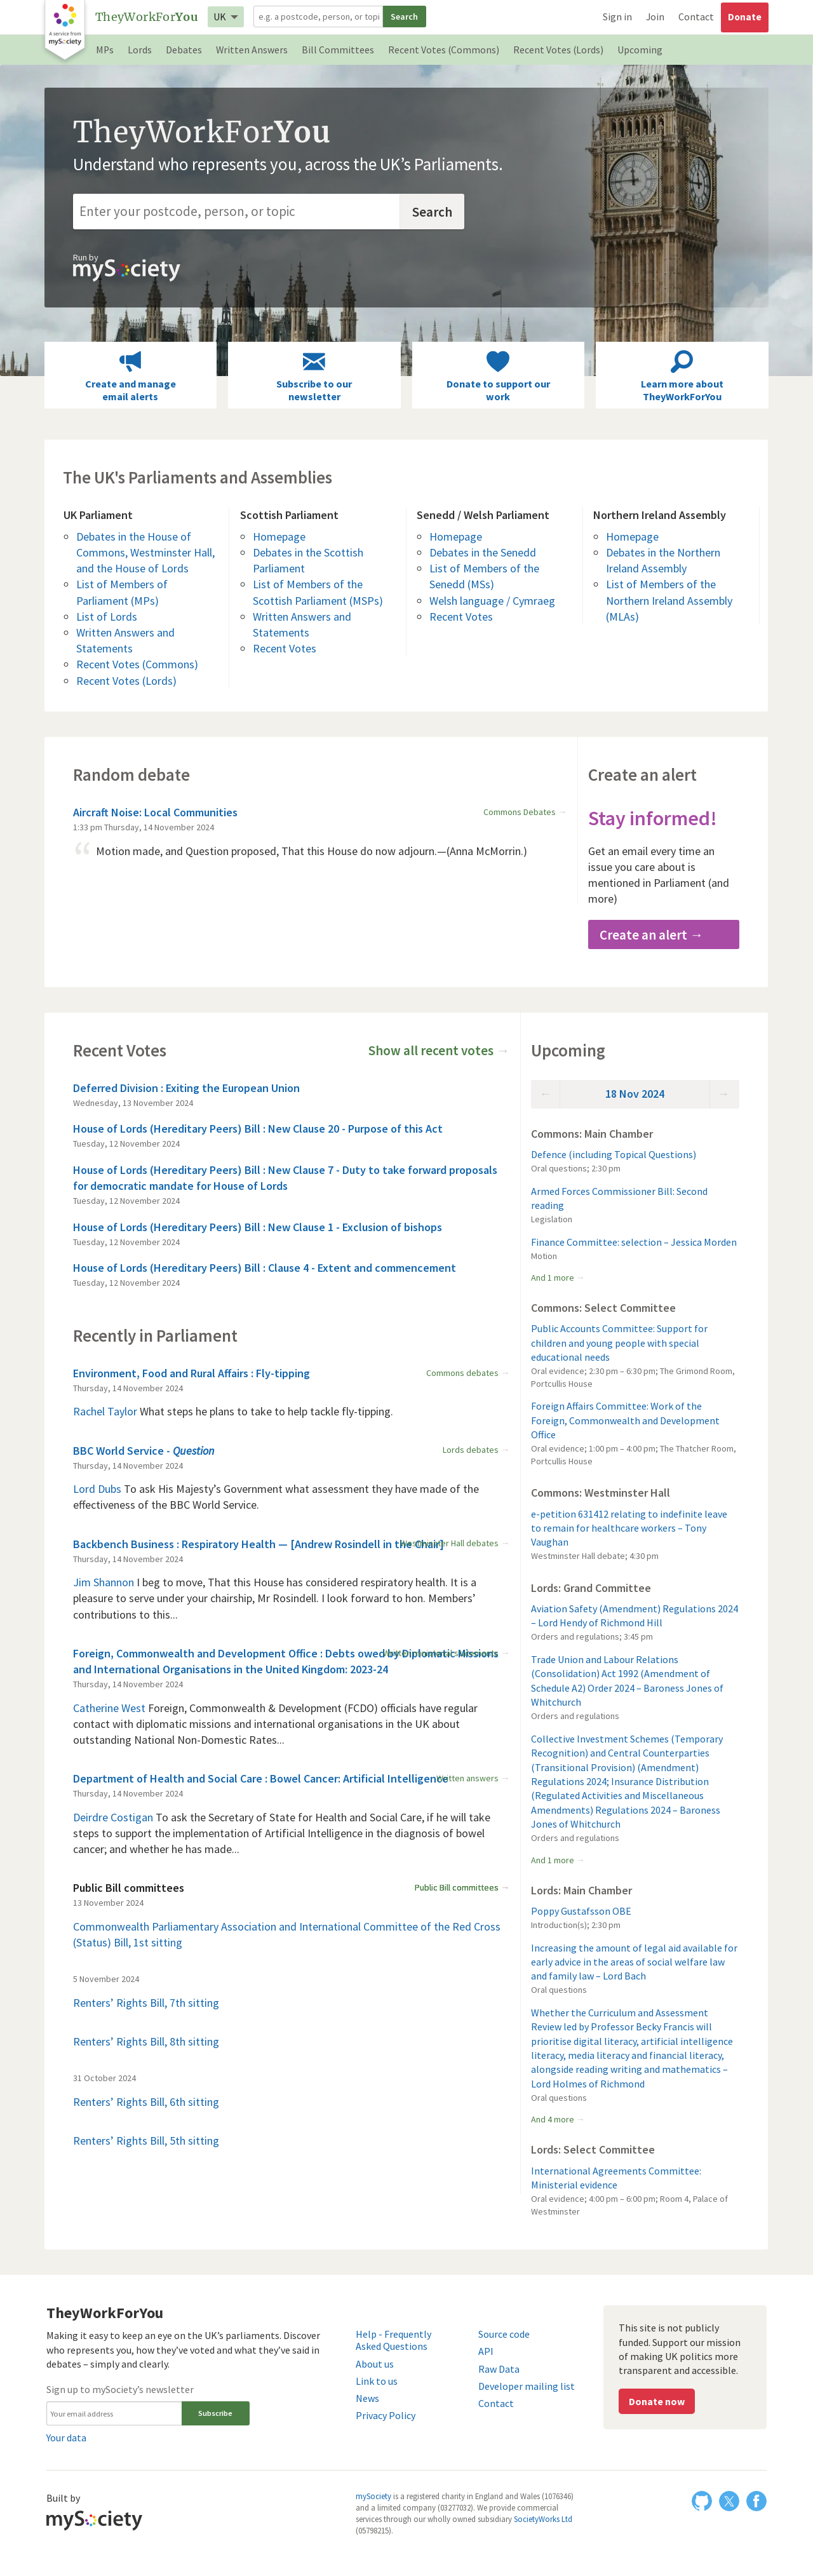 A service from
mySociety
TheyWorkForYou
UK
e.g. a postcode, person, or topi
Search
Sign in
Join
Contact
Donate
MPs
Lords
Debates
Written Answers
Bill Committees
Recent Votes (Commons)
Recent Votes (Lords)
Upcoming
TheyWorkForYou
Understand who represents you, across the UK’s Parliaments.
Enter your postcode, person, or topic
Search
Run by
mySociety
Create and manage
email alerts
Subscribe to our
newsletter
Donate to support our
work
Learn more about
TheyWorkForYou
The UK's Parliaments and Assemblies
UK Parliament
Debates in the House of
Commons, Westminster Hall,
and the House of Lords
List of Members of
Parliament (MPs)
List of Lords
Written Answers and
Statements
Recent Votes (Commons)
Recent Votes (Lords)
Scottish Parliament
Homepage
Debates in the Scottish
Parliament
List of Members of the
Scottish Parliament (MSPs)
Written Answers and
Statements
Recent Votes
Senedd / Welsh Parliament
Homepage
Debates in the Senedd
List of Members of the
Senedd (MSs)
Welsh language / Cymraeg
Recent Votes
Northern Ireland Assembly
Homepage
Debates in the Northern
Ireland Assembly
List of Members of the
Northern Ireland Assembly
(MLAs)
Random debate
Aircraft Noise: Local Communities
Commons Debates →
1:33 pm Thursday, 14 November 2024
“ Motion made, and Question proposed, That this House do now adjourn.—(Anna McMorrin.)
Create an alert
Stay informed!
Get an email every time an
issue you care about is
mentioned in Parliament (and
more)
Create an alert →
Recent Votes
Show all recent votes →
Deferred Division : Exiting the European Union
Wednesday, 13 November 2024
House of Lords (Hereditary Peers) Bill : New Clause 20 - Purpose of this Act
Tuesday, 12 November 2024
House of Lords (Hereditary Peers) Bill : New Clause 7 - Duty to take forward proposals
for democratic mandate for House of Lords
Tuesday, 12 November 2024
House of Lords (Hereditary Peers) Bill : New Clause 1 - Exclusion of bishops
Tuesday, 12 November 2024
House of Lords (Hereditary Peers) Bill : Clause 4 - Extent and commencement
Tuesday, 12 November 2024
Recently in Parliament
Environment, Food and Rural Affairs : Fly-tipping
Commons debates →
Thursday, 14 November 2024
Rachel Taylor What steps he plans to take to help tackle fly-tipping.
BBC World Service - Question
Lords debates →
Thursday, 14 November 2024
Lord Dubs To ask His Majesty’s Government what assessment they have made of the
effectiveness of the BBC World Service.
Backbench Business : Respiratory Health — [Andrew Rosindell in the Chair]
Westminster Hall debates →
Thursday, 14 November 2024
Jim Shannon I beg to move, That this House has considered respiratory health. It is a
pleasure to serve under your chairship, Mr Rosindell. I look forward to hon. Members’
contributions to this...
Foreign, Commonwealth and Development Office : Debts owed by Diplomatic Missions
and International Organisations in the United Kingdom: 2023-24
Thursday, 14 November 2024
Catherine West Foreign, Commonwealth & Development (FCDO) officials have regular
contact with diplomatic missions and international organisations in the UK about
outstanding National Non-Domestic Rates...
Department of Health and Social Care : Bowel Cancer: Artificial Intelligence
Written answers →
Thursday, 14 November 2024
Deirdre Costigan To ask the Secretary of State for Health and Social Care, if he will take
steps to support the implementation of Artificial Intelligence in the diagnosis of bowel
cancer; and whether he has made...
Public Bill committees
Public Bill committees →
13 November 2024
Commonwealth Parliamentary Association and International Committee of the Red Cross
(Status) Bill, 1st sitting
5 November 2024
Renters’ Rights Bill, 7th sitting
Renters’ Rights Bill, 8th sitting
31 October 2024
Renters’ Rights Bill, 6th sitting
Renters’ Rights Bill, 5th sitting
Upcoming
← 18 Nov 2024 →
Commons: Main Chamber
Defence (including Topical Questions)
Oral questions; 2:30 pm
Armed Forces Commissioner Bill: Second
reading
Legislation
Finance Committee: selection – Jessica Morden
Motion
And 1 more →
Commons: Select Committee
Public Accounts Committee: Support for
children and young people with special
educational needs
Oral evidence; 2:30 pm – 6:30 pm; The Grimond Room,
Portcullis House
Foreign Affairs Committee: Work of the
Foreign, Commonwealth and Development
Office
Oral evidence; 1:00 pm – 4:00 pm; The Thatcher Room,
Portcullis House
Commons: Westminster Hall
e-petition 631412 relating to indefinite leave
to remain for healthcare workers – Tony
Vaughan
Westminster Hall debate; 4:30 pm
Lords: Grand Committee
Aviation Safety (Amendment) Regulations 2024
– Lord Hendy of Richmond Hill
Orders and regulations; 3:45 pm
Trade Union and Labour Relations
(Consolidation) Act 1992 (Amendment of
Schedule A2) Order 2024 – Baroness Jones of
Whitchurch
Orders and regulations
Collective Investment Schemes (Temporary
Recognition) and Central Counterparties
(Transitional Provision) (Amendment)
Regulations 2024; Insurance Distribution
(Regulated Activities and Miscellaneous
Amendments) Regulations 2024 – Baroness
Jones of Whitchurch
Orders and regulations
And 1 more →
Lords: Main Chamber
Poppy Gustafsson OBE
Introduction(s); 2:30 pm
Increasing the amount of legal aid available for
early advice in the areas of social welfare law
and family law – Lord Bach
Oral questions
Whether the Curriculum and Assessment
Review led by Professor Becky Francis will
prioritise digital literacy, artificial intelligence
literacy, media literacy and financial literacy,
alongside reading writing and mathematics –
Lord Holmes of Richmond
Oral questions
And 4 more →
Lords: Select Committee
International Agreements Committee:
Ministerial evidence
Oral evidence; 4:00 pm – 6:00 pm; Room 4, Palace of
Westminster
TheyWorkForYou
Making it easy to keep an eye on the UK’s parliaments. Discover
who represents you, how they’ve voted and what they’ve said in
debates – simply and clearly.
Sign up to mySociety’s newsletter
Your email address
Subscribe
Your data
Help - Frequently
Asked Questions
About us
Link to us
News
Privacy Policy
Source code
API
Raw Data
Developer mailing list
Contact
This site is not publicly
funded. Support our mission
of making UK politics more
transparent and accessible.
Donate now
Built by
mySociety
mySociety is a registered charity in England and Wales (1076346)
and a limited company (03277032). We provide commercial
services through our wholly owned subsidiary SocietyWorks Ltd
(05798215).